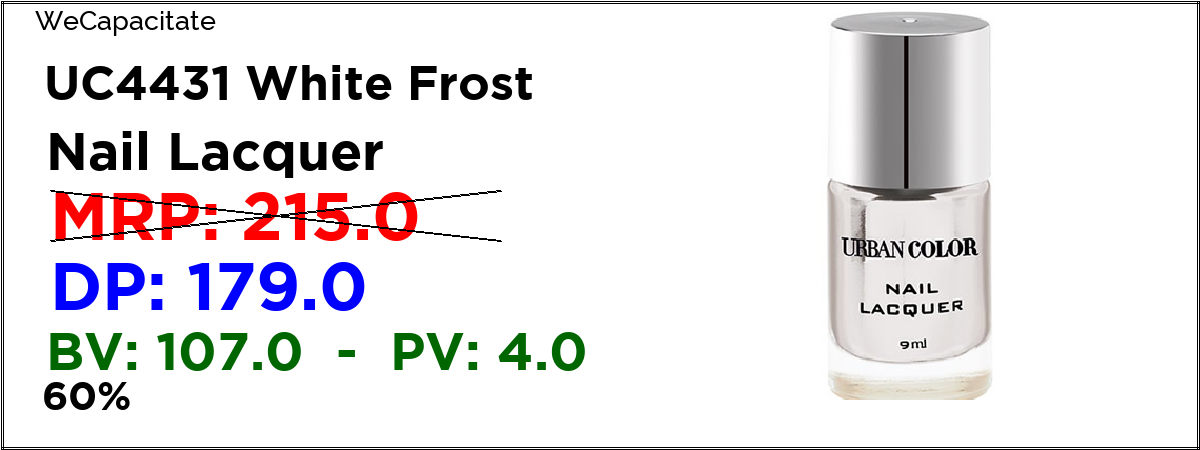 WeCapacitate
UC4431 White Frost
Nail Lacquer
MRP: 215.0
DP: 179.0
BV: 107.0 - PV: 4.0
60%
URBAN COLOR
NAIL
LACQUER
9ml